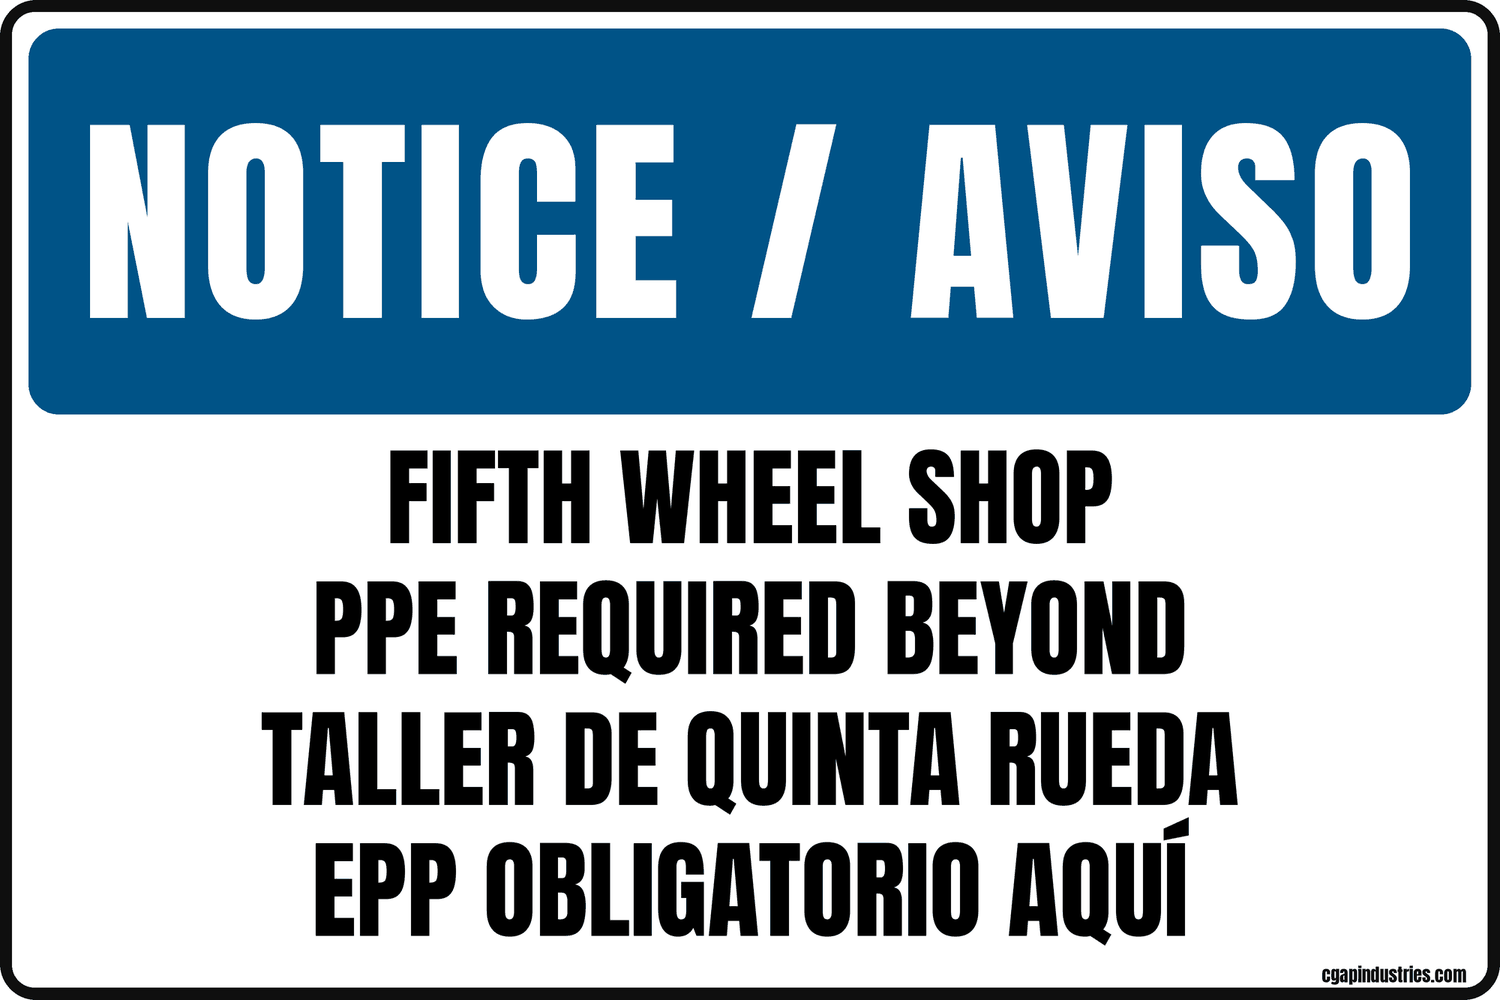 NOTICE / AVISO
FIFTH WHEEL SHOP
PPE REQUIRED BEYOND
TALLER DE QUINTA RUEDA
EPP OBLIGATORIO AQUÍ
cgapindustries.com